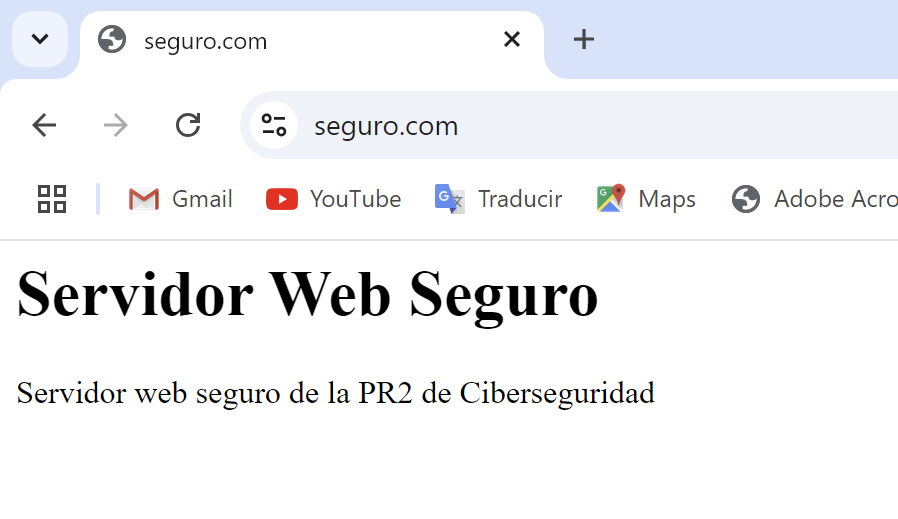 seguro.com
seguro.com
Gmail YouTube Traducir Maps Adobe Acro
Servidor Web Seguro
Servidor web seguro de la PR2 de Ciberseguridad